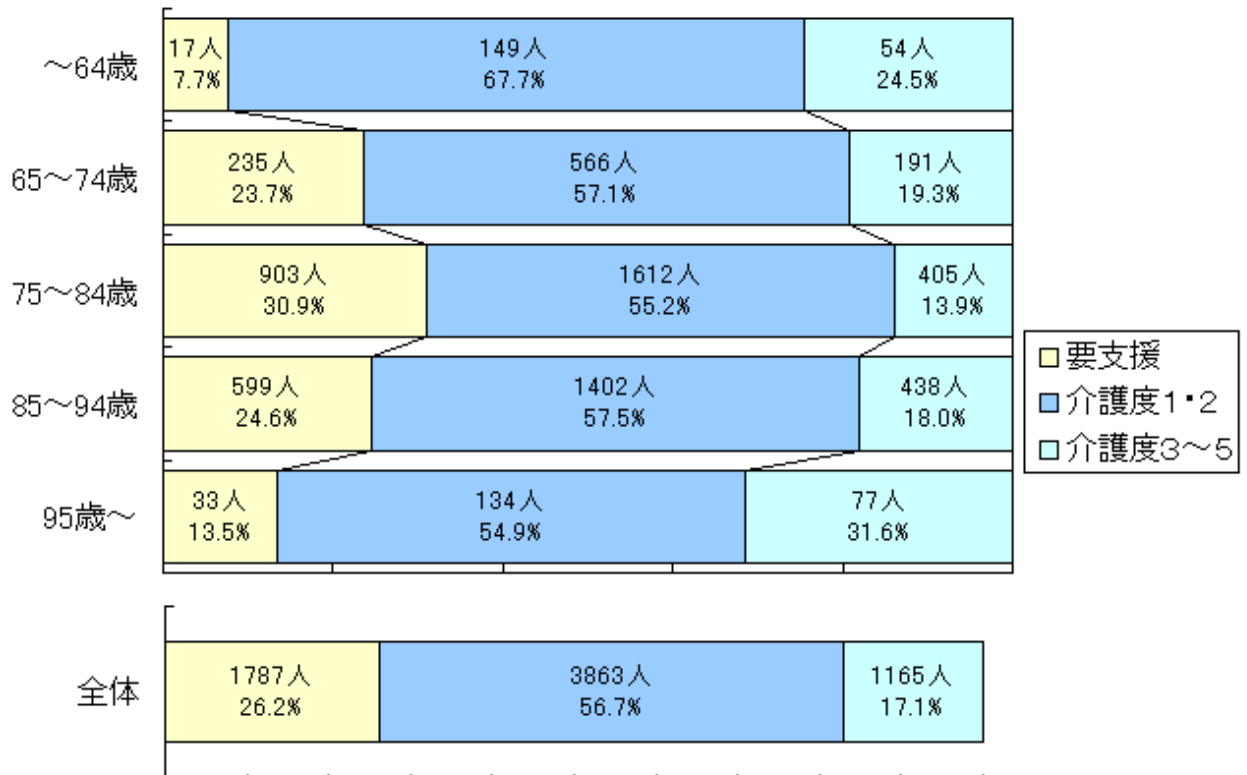 ～64歳
17人 149人 54人
7.7% 67.7% 24.5%
65～74歳
235人 566人 191人
23.7% 57.1% 19.3%
75～84歳
903人 1612人 405人
30.9% 55.2% 13.9%
85～94歳
599人 1402人 438人
24.6% 57.5% 18.0%
95歳～
33人 134人 77人
13.5% 54.9% 31.6%
要支援
介護度1・2
介護度3～5
全体
1787人 3863人 1165人
26.2% 56.7% 17.1%